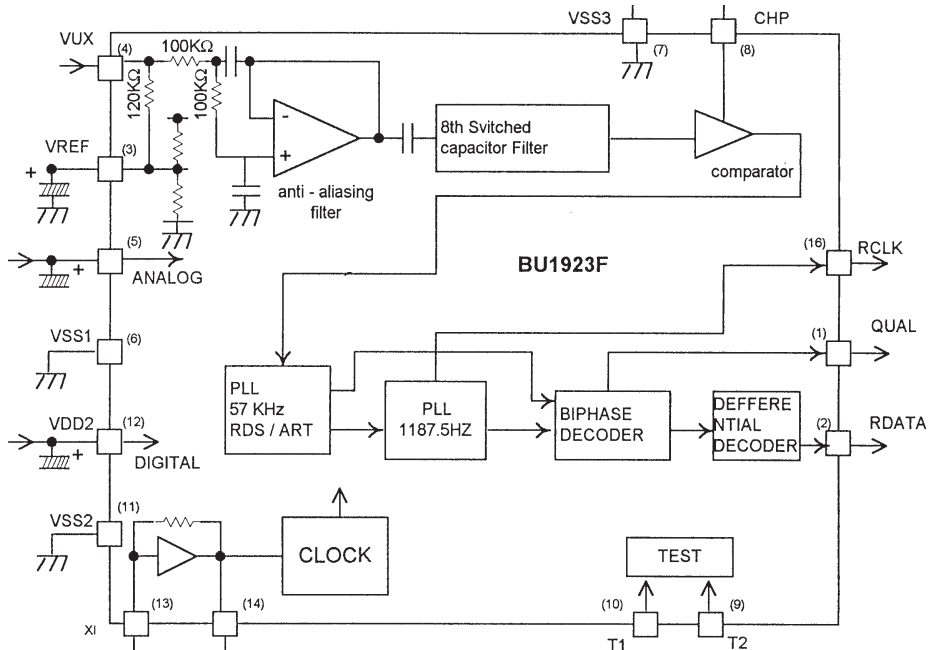 VSS3
CHP
VUX
(4)
100KΩ
(7)
(8)
120KΩ
100KΩ
-
8th Svitched
capacitor Filter
VREF
(3)
+
+
comparator
anti - aliasing
filter
(5)
+
ANALOG
BU1923F
(16)
RCLK
VSS1
(6)
(1)
QUAL
PLL
57 KHz
RDS / ART
PLL
1187.5HZ
BIPHASE
DECODER
DEFFERE
NTIAL
DECODER
(2)
RDATA
VDD2
(12)
+
DIGITAL
VSS2
(11)
CLOCK
TEST
XI
(13)
(14)
(10)
T1
(9)
T2